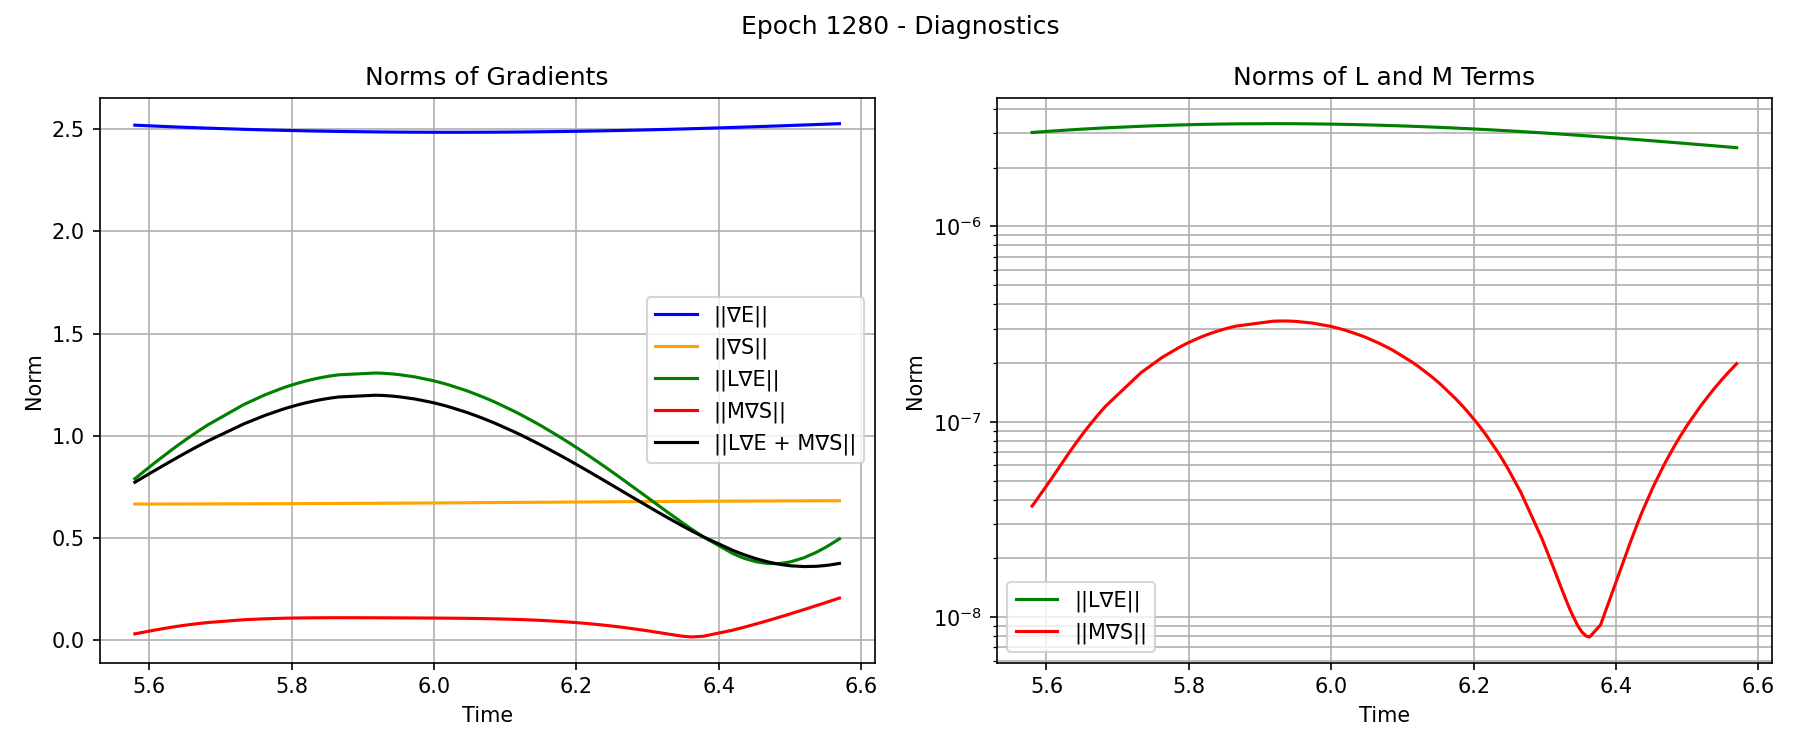 Epoch 1280 - Diagnostics
Norms of Gradients
Norm
2.5
2.0
1.5
1.0
0.5
0.0
||∇E||
||∇S||
||L∇E||
||M∇S||
||L∇E + M∇S||
5.6 5.8 6.0 6.2 6.4 6.6
Time
Norms of L and M Terms
Norm
10⁻⁶
10⁻⁷
10⁻⁸
||L∇E||
||M∇S||
5.6 5.8 6.0 6.2 6.4 6.6
Time